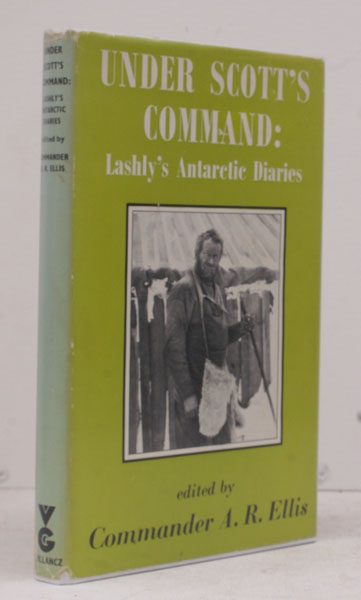 UNDER SCOTT'S
COMMAND:
Lashly's Antarctic Diaries
edited by
Commander A. R. Ellis
UNDER
SCOTT'S
COMMAND:
LASHLY'S
ANTARCTIC
DIARIES
edited by
COMMANDER
A. R. ELLIS
VG
GOLLANCZ